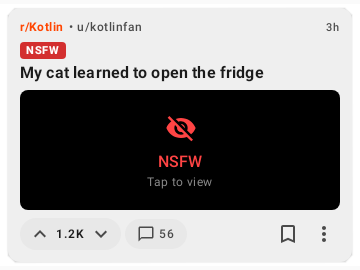 r/Kotlin • u/kotlinfan 3h
NSFW
My cat learned to open the fridge
NSFW
Tap to view
1.2K 56